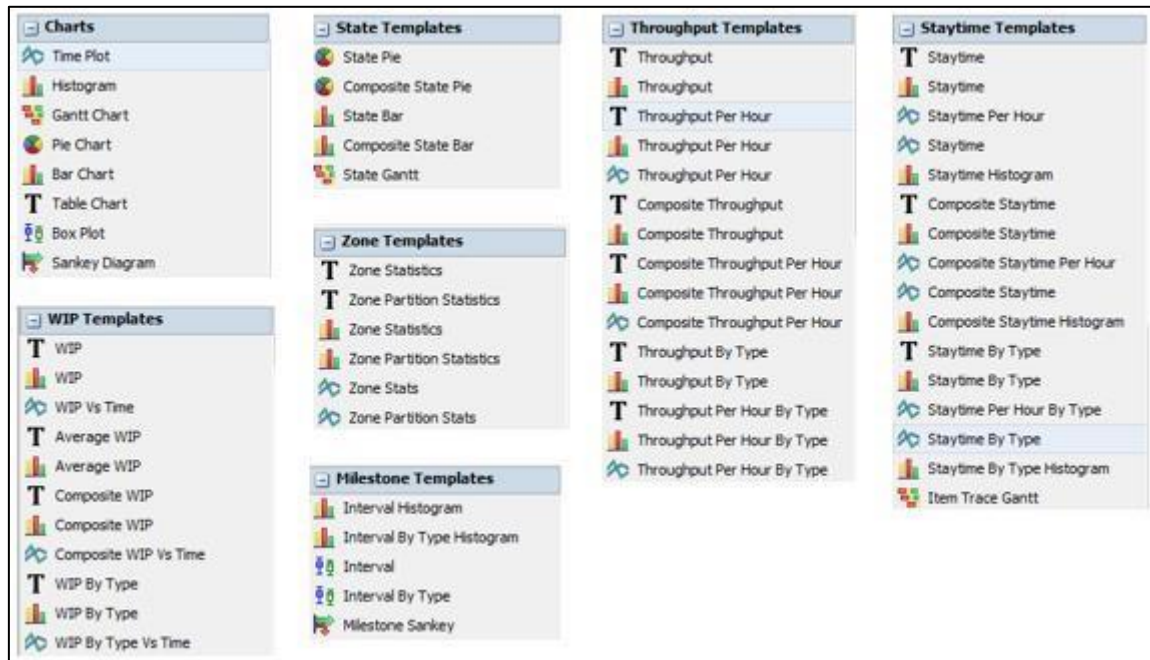 Charts
Time Plot
Histogram
Gantt Chart
Pie Chart
Bar Chart
Table Chart
Box Plot
Sankey Diagram
WIP Templates
WIP
WIP
WIP Vs Time
Average WIP
Average WIP
Composite WIP
Composite WIP
Composite WIP Vs Time
WIP By Type
WIP By Type
WIP By Type Vs Time
State Templates
State Pie
Composite State Pie
State Bar
Composite State Bar
State Gantt
Zone Templates
Zone Statistics
Zone Partition Statistics
Zone Statistics
Zone Partition Statistics
Zone Stats
Zone Partition Stats
Milestone Templates
Interval Histogram
Interval By Type Histogram
Interval
Interval By Type
Milestone Sankey
Throughput Templates
Throughput
Throughput
Throughput Per Hour
Throughput Per Hour
Throughput Per Hour
Composite Throughput
Composite Throughput
Composite Throughput Per Hour
Composite Throughput Per Hour
Composite Throughput Per Hour
Throughput By Type
Throughput By Type
Throughput Per Hour By Type
Throughput Per Hour By Type
Throughput Per Hour By Type
Staytime Templates
Staytime
Staytime
Staytime Per Hour
Staytime
Staytime Histogram
Composite Staytime
Composite Staytime
Composite Staytime Per Hour
Composite Staytime
Composite Staytime Histogram
Staytime By Type
Staytime By Type
Staytime Per Hour By Type
Staytime By Type
Staytime By Type Histogram
Item Trace Gantt